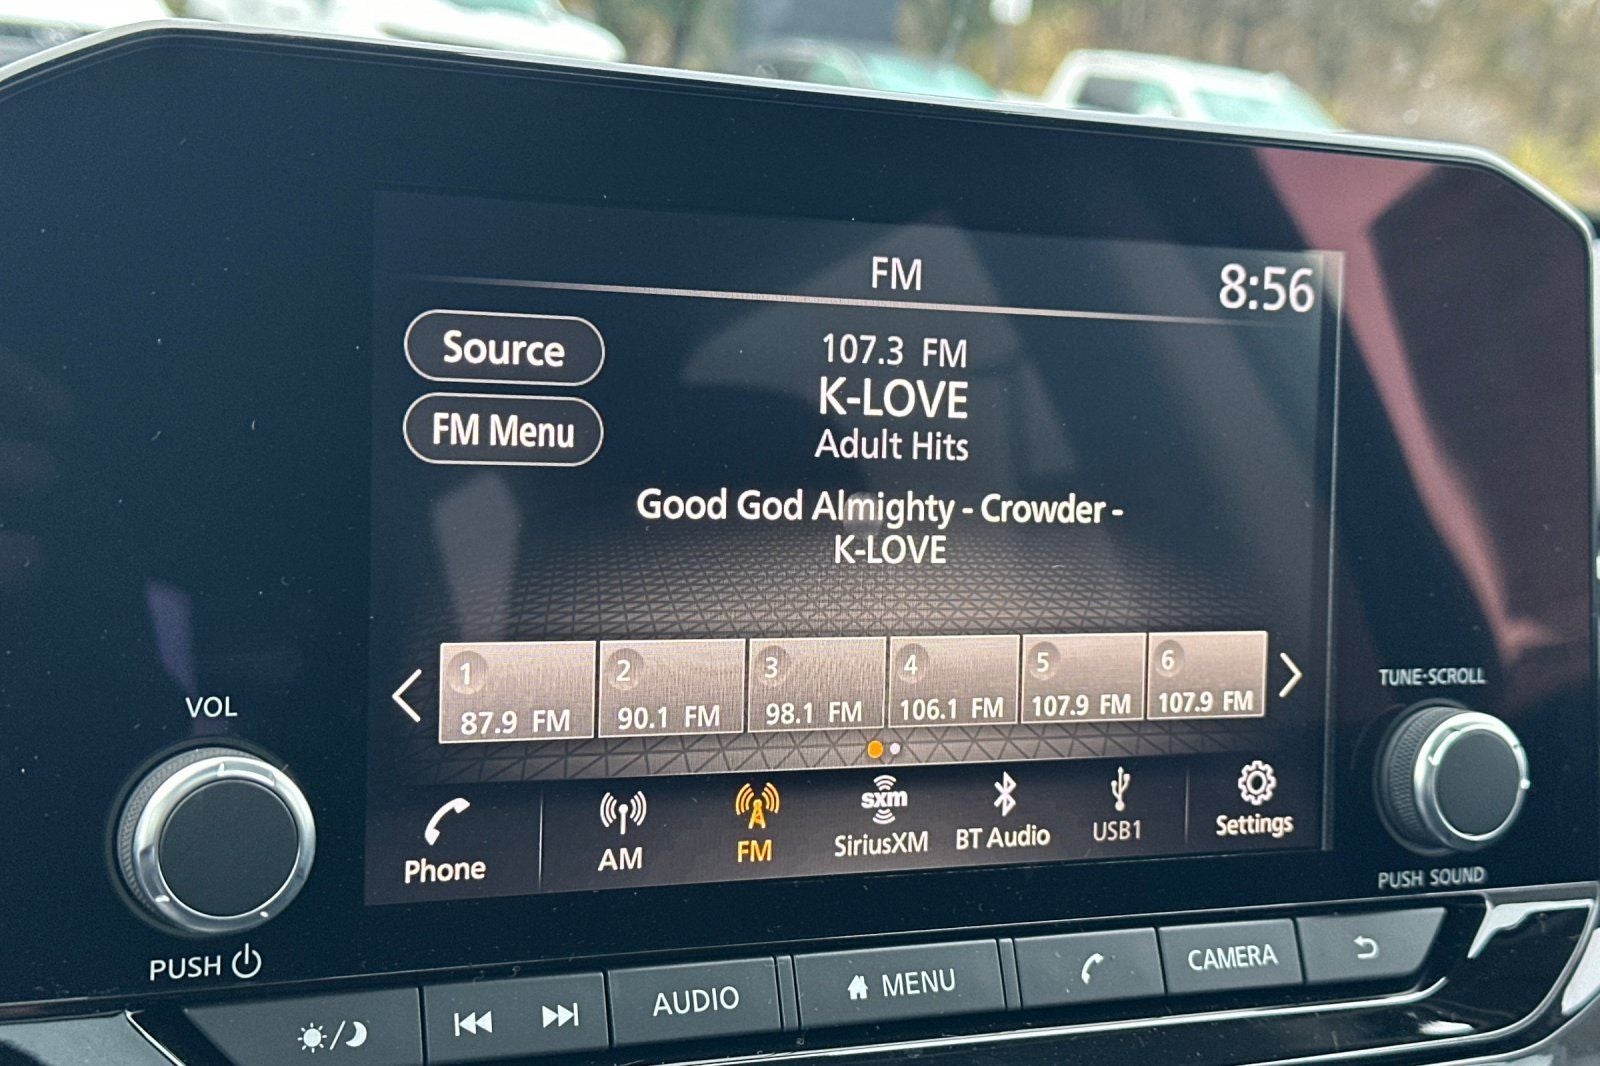 FM
8:56
Source
107.3 FM
K-LOVE
FM Menu
Adult Hits
Good God Almighty - Crowder -
K-LOVE
1 2 3 4 5 6
87.9 FM 90.1 FM 98.1 FM 106.1 FM 107.9 FM 107.9 FM
VOL
TUNE·SCROLL
sxm
Phone AM FM SiriusXM BT Audio USB1 Settings
PUSH SOUND
PUSH
AUDIO MENU CAMERA